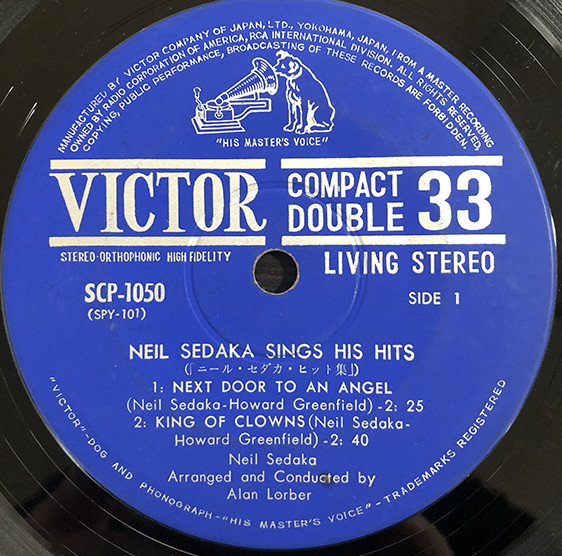 MANUFACTURED BY VICTOR COMPANY OF JAPAN, LTD., YOKOHAMA, JAPAN, FROM A MASTER RECORDING
OWNED BY RADIO CORPORATION OF AMERICA, RCA INTERNATIONAL DIVISION. ALL RIGHTS RESERVED,
COPYING, PUBLIC PERFORMANCE, BROADCASTING OF THESE RECORDS ARE FORBIDDEN.
"HIS MASTER'S VOICE"
VICTOR
COMPACT
DOUBLE 33
STEREO-ORTHOPHONIC HIGH FIDELITY
LIVING STEREO
SCP-1050
SIDE 1
(SPY-101)
NEIL SEDAKA SINGS HIS HITS
(『ニール・セダカ・ヒット集』)
1: NEXT DOOR TO AN ANGEL
(Neil Sedaka-Howard Greenfield)-2: 25
2: KING OF CLOWNS(Neil Sedaka-
Howard Greenfield)-2: 40
Neil Sedaka
Arranged and Conducted by
Alan Lorber
"VICTOR"-DOG AND PHONOGRAPH-"HIS MASTER'S VOICE"-TRADEMARKS REGISTERED